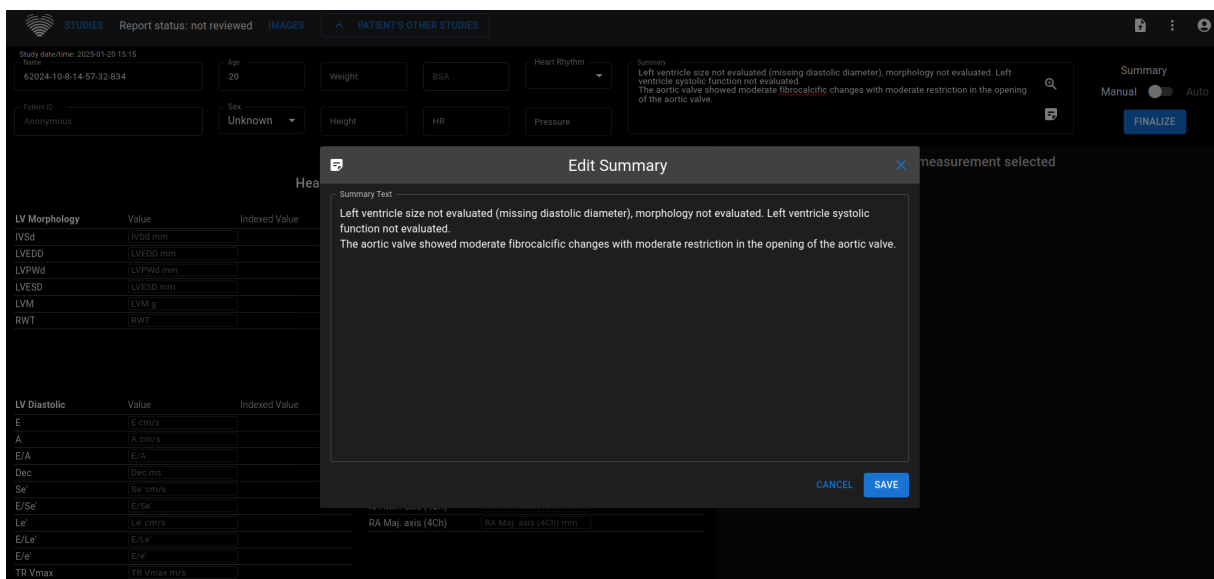 STUDIES Report status: not reviewed IMAGES PATIENT'S OTHER STUDIES
Study date/time: 2025-01-20 15:15
Name
62024-10-8-14-57-32-834
Age
20
Weight
BSA
Heart Rhythm
Summary
Left ventricle size not evaluated (missing diastolic diameter), morphology not evaluated. Left
ventricle systolic function not evaluated.
The aortic valve showed moderate fibrocalcific changes with moderate restriction in the opening
of the aortic valve.
Summary
Manual Auto
FINALIZE
Patient ID
Anonymous
Sex
Unknown
Height
HR
Pressure
measurement selected
Hea
Edit Summary
Summary Text
Left ventricle size not evaluated (missing diastolic diameter), morphology not evaluated. Left ventricle systolic
function not evaluated.
The aortic valve showed moderate fibrocalcific changes with moderate restriction in the opening of the aortic valve.
CANCEL SAVE
LV Morphology Value Indexed Value
IVSd IVSd mm
LVEDD LVEDD mm
LVPWd LVPWd mm
LVESD LVESD mm
LVM LVM g
RWT RWT
LV Diastolic Value Indexed Value
E E cm/s
A A cm/s
E/A E/A
Dec Dec ms
Se' Se' cm/s
E/Se' E/Se'
Le' Le' cm/s
E/Le' E/Le'
E/e' E/e'
TR Vmax TR Vmax m/s
RA Maj. axis (4Ch) RA Maj. axis (4Ch) mm